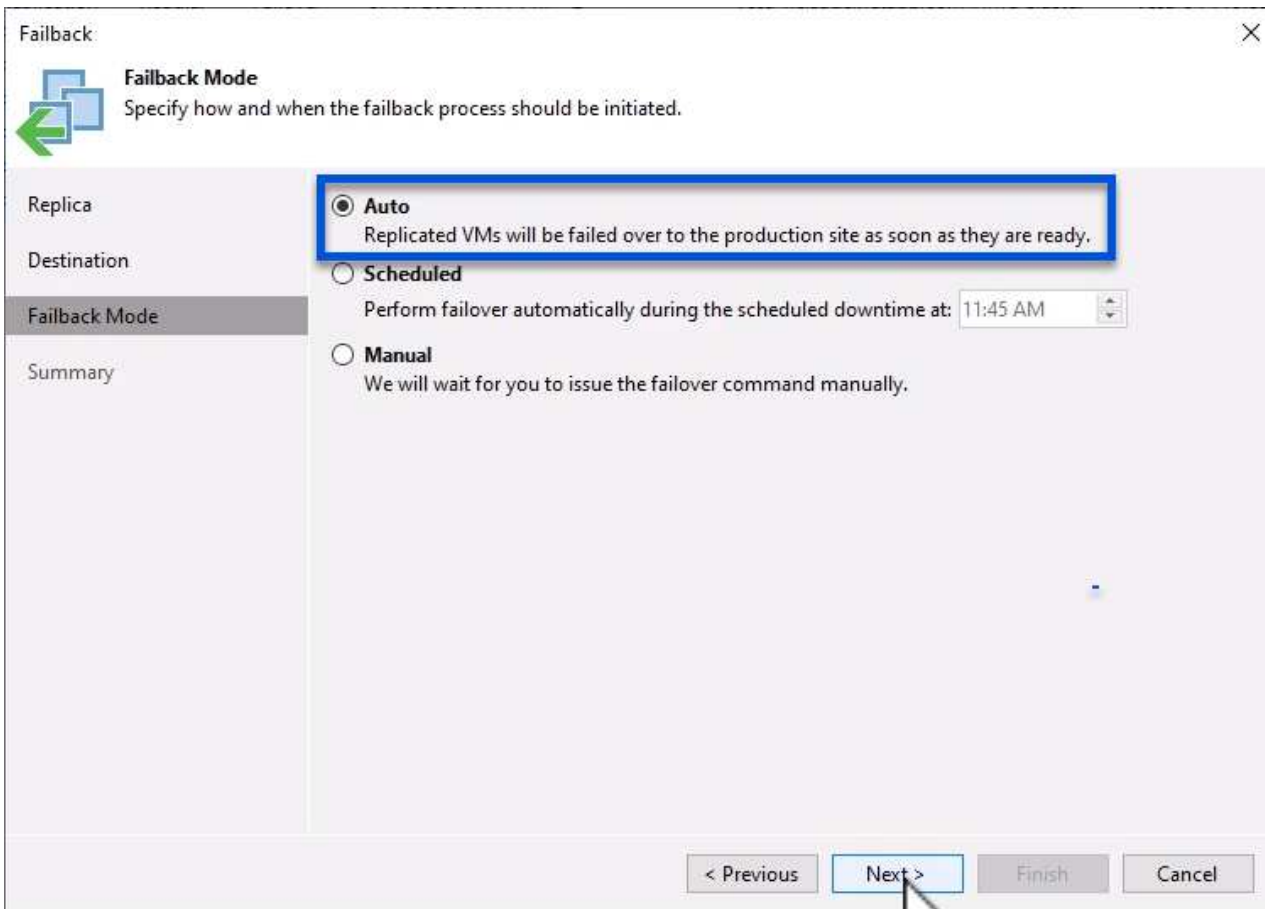 Failback
Failback Mode
Specify how and when the failback process should be initiated.
Replica
Destination
Failback Mode
Summary
Auto
Replicated VMs will be failed over to the production site as soon as they are ready.
Scheduled
Perform failover automatically during the scheduled downtime at: 11:45 AM
Manual
We will wait for you to issue the failover command manually.
< Previous
Next >
Finish
Cancel